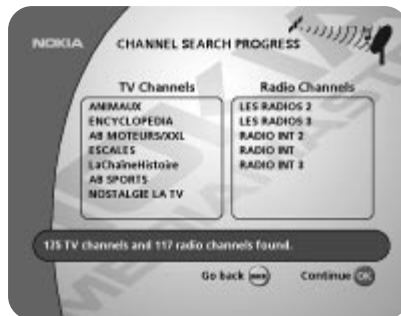 NOKIA
CHANNEL SEARCH PROGRESS
TV Channels
ANIMAUX
ENCYCLOPEDIA
AB MOTEURS/XXL
ESCALES
LaChaîneHistoire
AB SPORTS
NOSTALGIE LA TV
Radio Channels
LES RADIOS 2
LES RADIOS 3
RADIO INT 2
RADIO INT
RADIO INT 3
125 TV channels and 117 radio channels found.
Go back
Continue OK